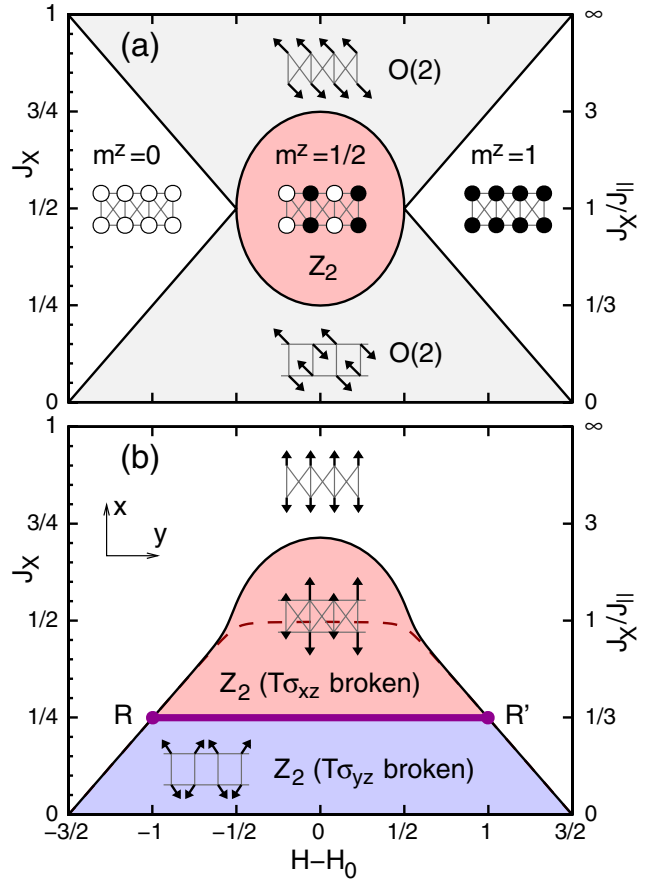 1
∞
(a)
O(2)
3/4
3
m^z=0
m^z=1/2
m^z=1
J_X
1/2
1
J_X/J_||
Z_2
1/4
1/3
O(2)
0
0
1
∞
(b)
x
3/4
3
y
J_X
1/2
1
J_X/J_||
Z_2 (Tσ_xz broken)
1/4
R
R'
1/3
Z_2 (Tσ_yz broken)
0
0
−3/2
−1
−1/2
0
1/2
1
3/2
H−H_0